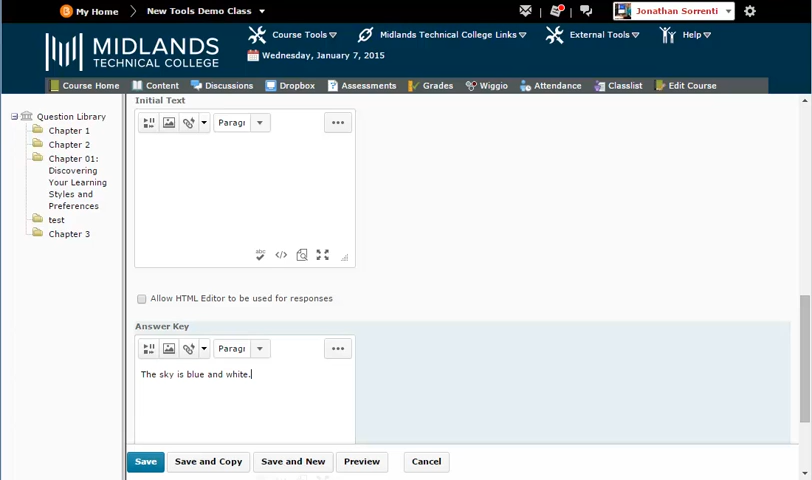 My Home
New Tools Demo Class
Jonathan Sorrenti
MIDLANDS
TECHNICAL COLLEGE
Course Tools
Midlands Technical College Links
External Tools
Help
Wednesday, January 7, 2015
Course Home
Content
Discussions
Dropbox
Assessments
Grades
Wiggio
Attendance
Classlist
Edit Course
Question Library
Chapter 1
Chapter 2
Chapter 01:
Discovering
Your Learning
Styles and
Preferences
test
Chapter 3
Initial Text
Paragr
Allow HTML Editor to be used for responses
Answer Key
Paragr
The sky is blue and white.
Save
Save and Copy
Save and New
Preview
Cancel